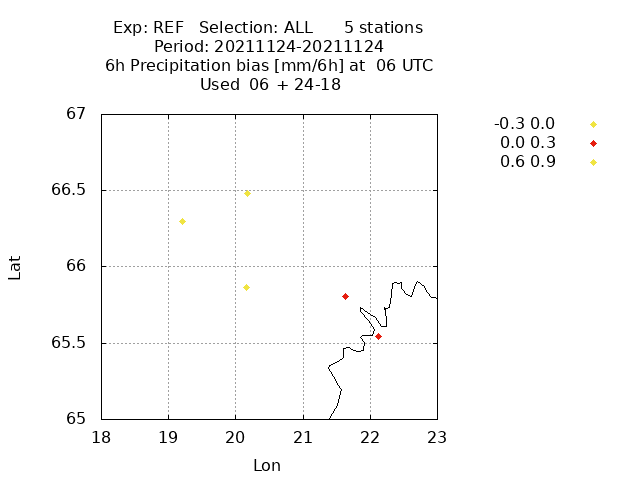 Exp: REF   Selection: ALL      5 stations
Period: 20211124-20211124
6h Precipitation bias [mm/6h] at  06 UTC
Used  06 + 24-18
-0.3 0.0
0.0 0.3
0.6 0.9
67
66.5
66
65.5
65
Lat
18 19 20 21 22 23
Lon